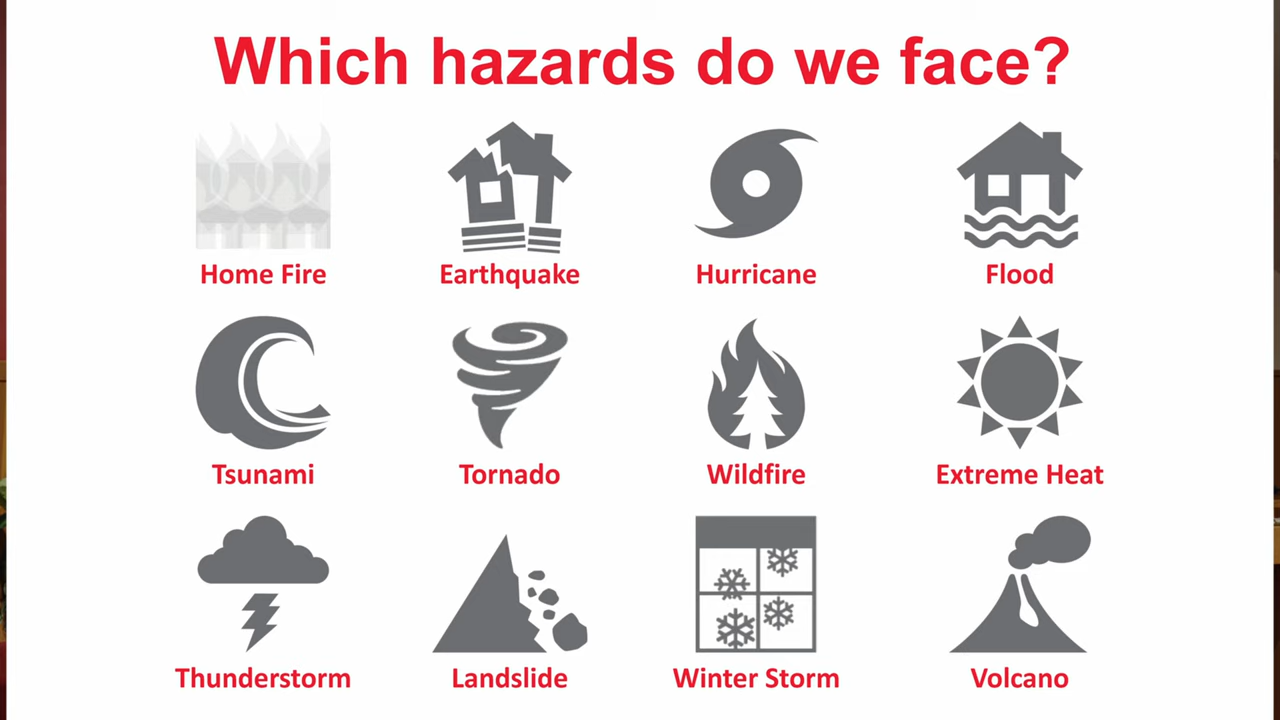 Which hazards do we face?
Home Fire
Earthquake
Hurricane
Flood
Tsunami
Tornado
Wildfire
Extreme Heat
Thunderstorm
Landslide
Winter Storm
Volcano